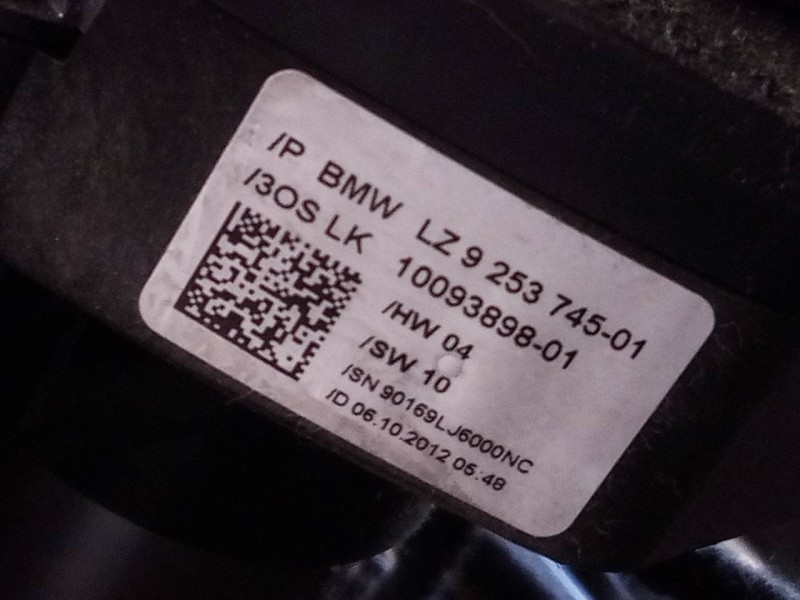 /P BMW LZ 9 253 745-01
/3OS LK 10093898-01
/HW 04
/SW 10
/SN 90169LJ6000NC
/D 06.10.2012 05:48